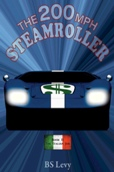 THE 200 MPH
STEAMROLLER
BS Levy